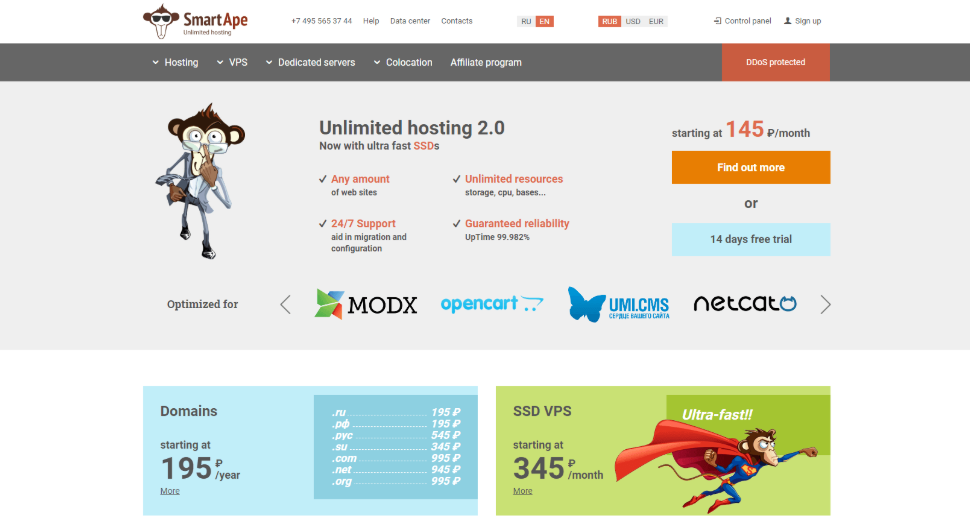 SmartApe
Unlimited hosting
+7 495 565 37 44 Help Data center Contacts RU EN RUB USD EUR Control panel Sign up
Hosting VPS Dedicated servers Colocation Affiliate program DDoS protected
Unlimited hosting 2.0
Now with ultra fast SSDs
Any amount
of web sites
Unlimited resources
storage, cpu, bases...
24/7 Support
aid in migration and
configuration
Guaranteed reliability
UpTime 99.982%
starting at 145 ₽/month
Find out more
or
14 days free trial
Optimized for
MODX
opencart
UMI.CMS
СЕРДЦЕ ВАШЕГО САЙТА
netcat
Domains
starting at
195 ₽/year
More
.ru 195 ₽
.рф 195 ₽
.рус 545 ₽
.su 345 ₽
.com 995 ₽
.net 945 ₽
.org 995 ₽
SSD VPS
starting at
345 ₽/month
More
Ultra-fast!!